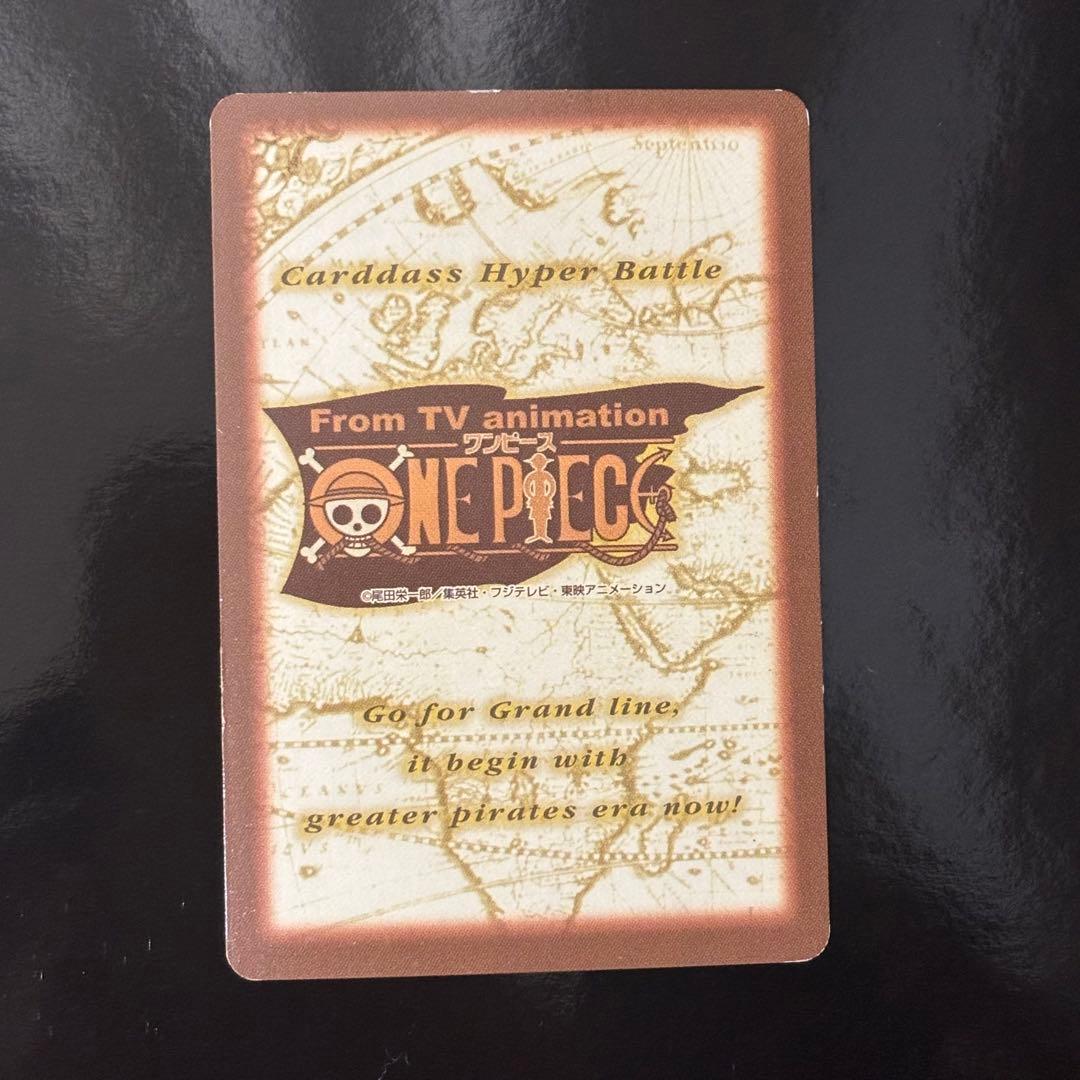 Septentrio
Carddass Hyper Battle
From TV animation
ワンピース
ONE PIECE
©尾田栄一郎／集英社・フジテレビ・東映アニメーション
Go for Grand line,
it begin with
greater pirates era now!